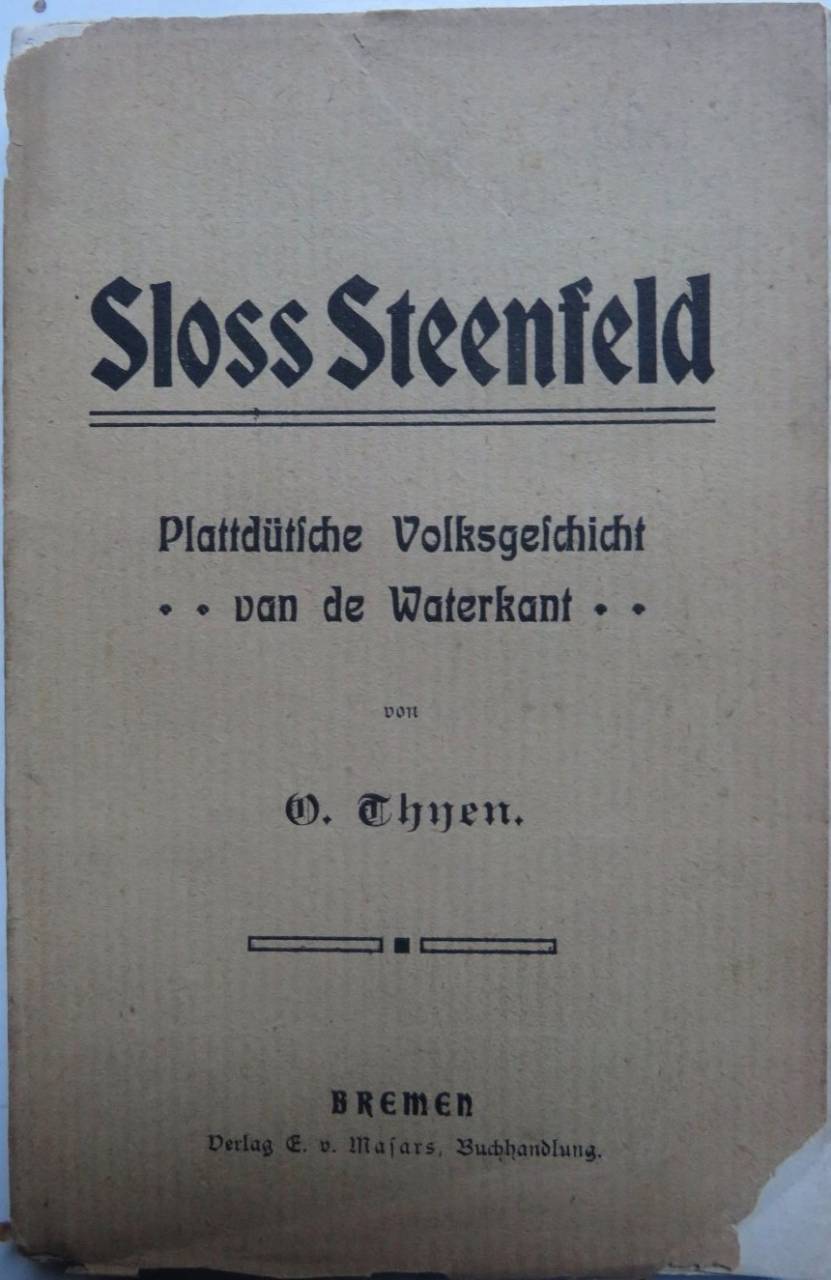 Sloss Steenfeld
Plattdütſche Volksgeſchicht
• • van de Waterkant • •
von
O. Thyen.
BREMEN
Verlag E. v. Maſars, Buchhandlung.